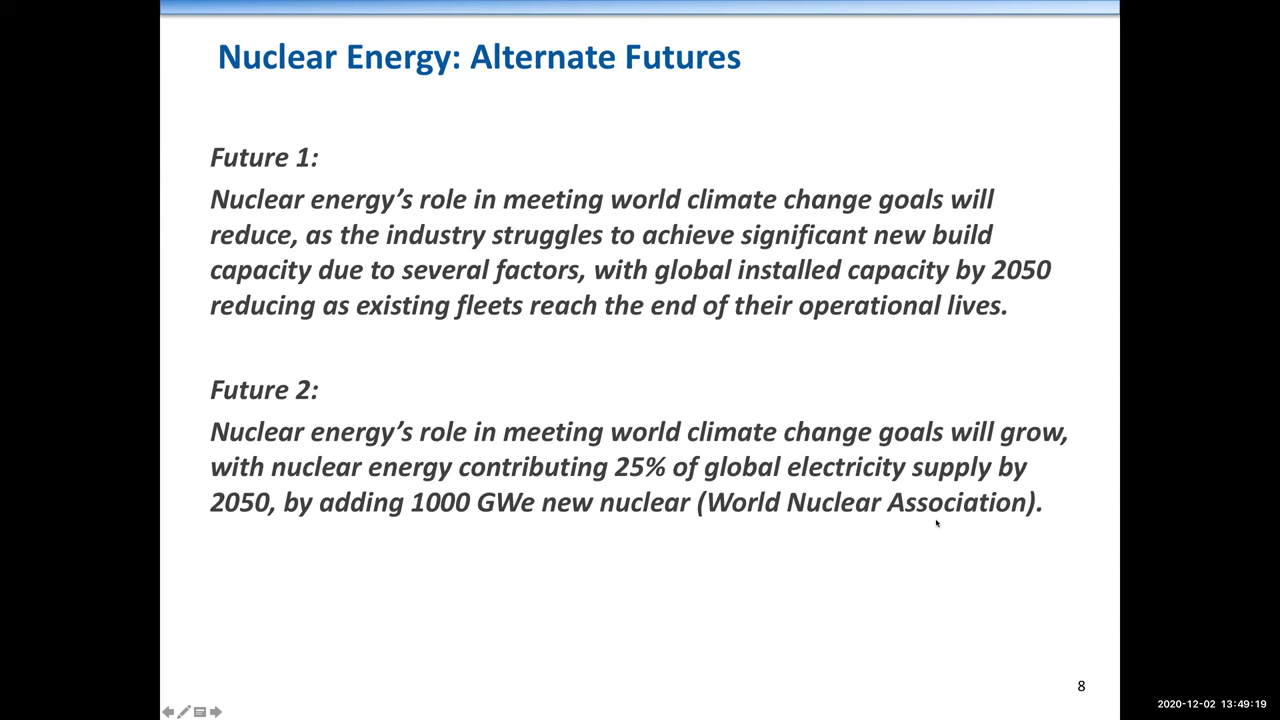 Nuclear Energy: Alternate Futures
Future 1:
Nuclear energy’s role in meeting world climate change goals will
reduce, as the industry struggles to achieve significant new build
capacity due to several factors, with global installed capacity by 2050
reducing as existing fleets reach the end of their operational lives.
Future 2:
Nuclear energy’s role in meeting world climate change goals will grow,
with nuclear energy contributing 25% of global electricity supply by
2050, by adding 1000 GWe new nuclear (World Nuclear Association).
8
2020-12-02 13:49:19